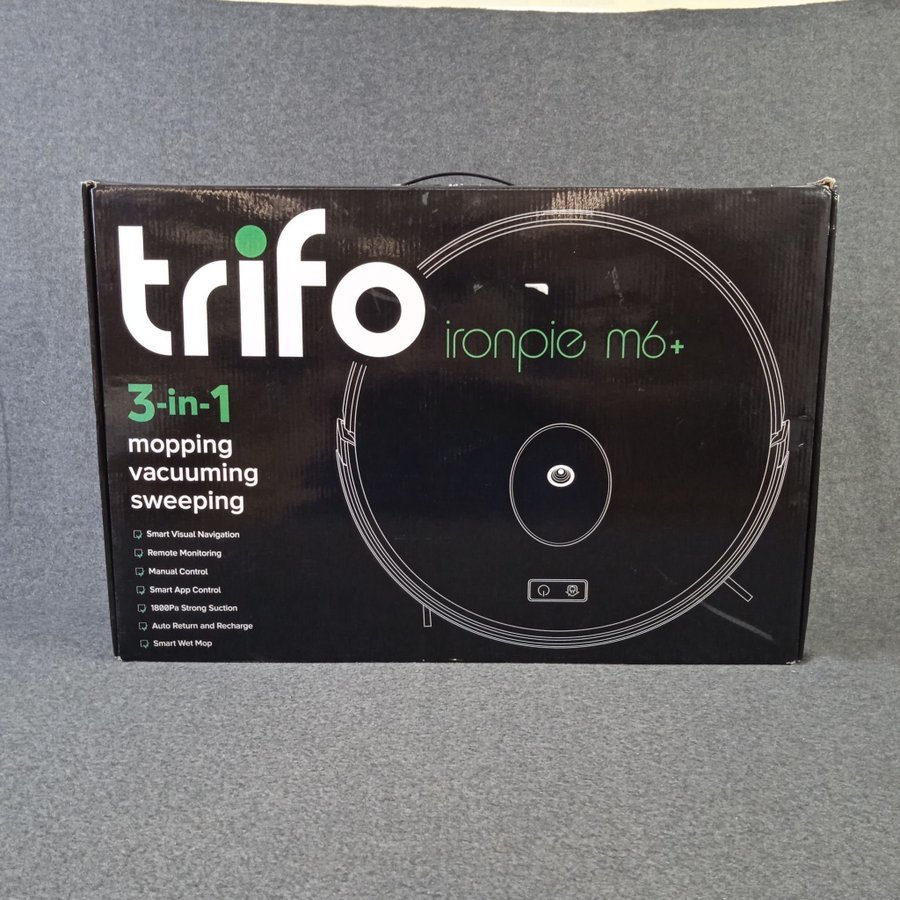 trifo
ironpie m6+
3-in-1
mopping
vacuuming
sweeping
Smart Visual Navigation
Remote Monitoring
Manual Control
Smart App Control
1800Pa Strong Suction
Auto Return and Recharge
Smart Wet Mop